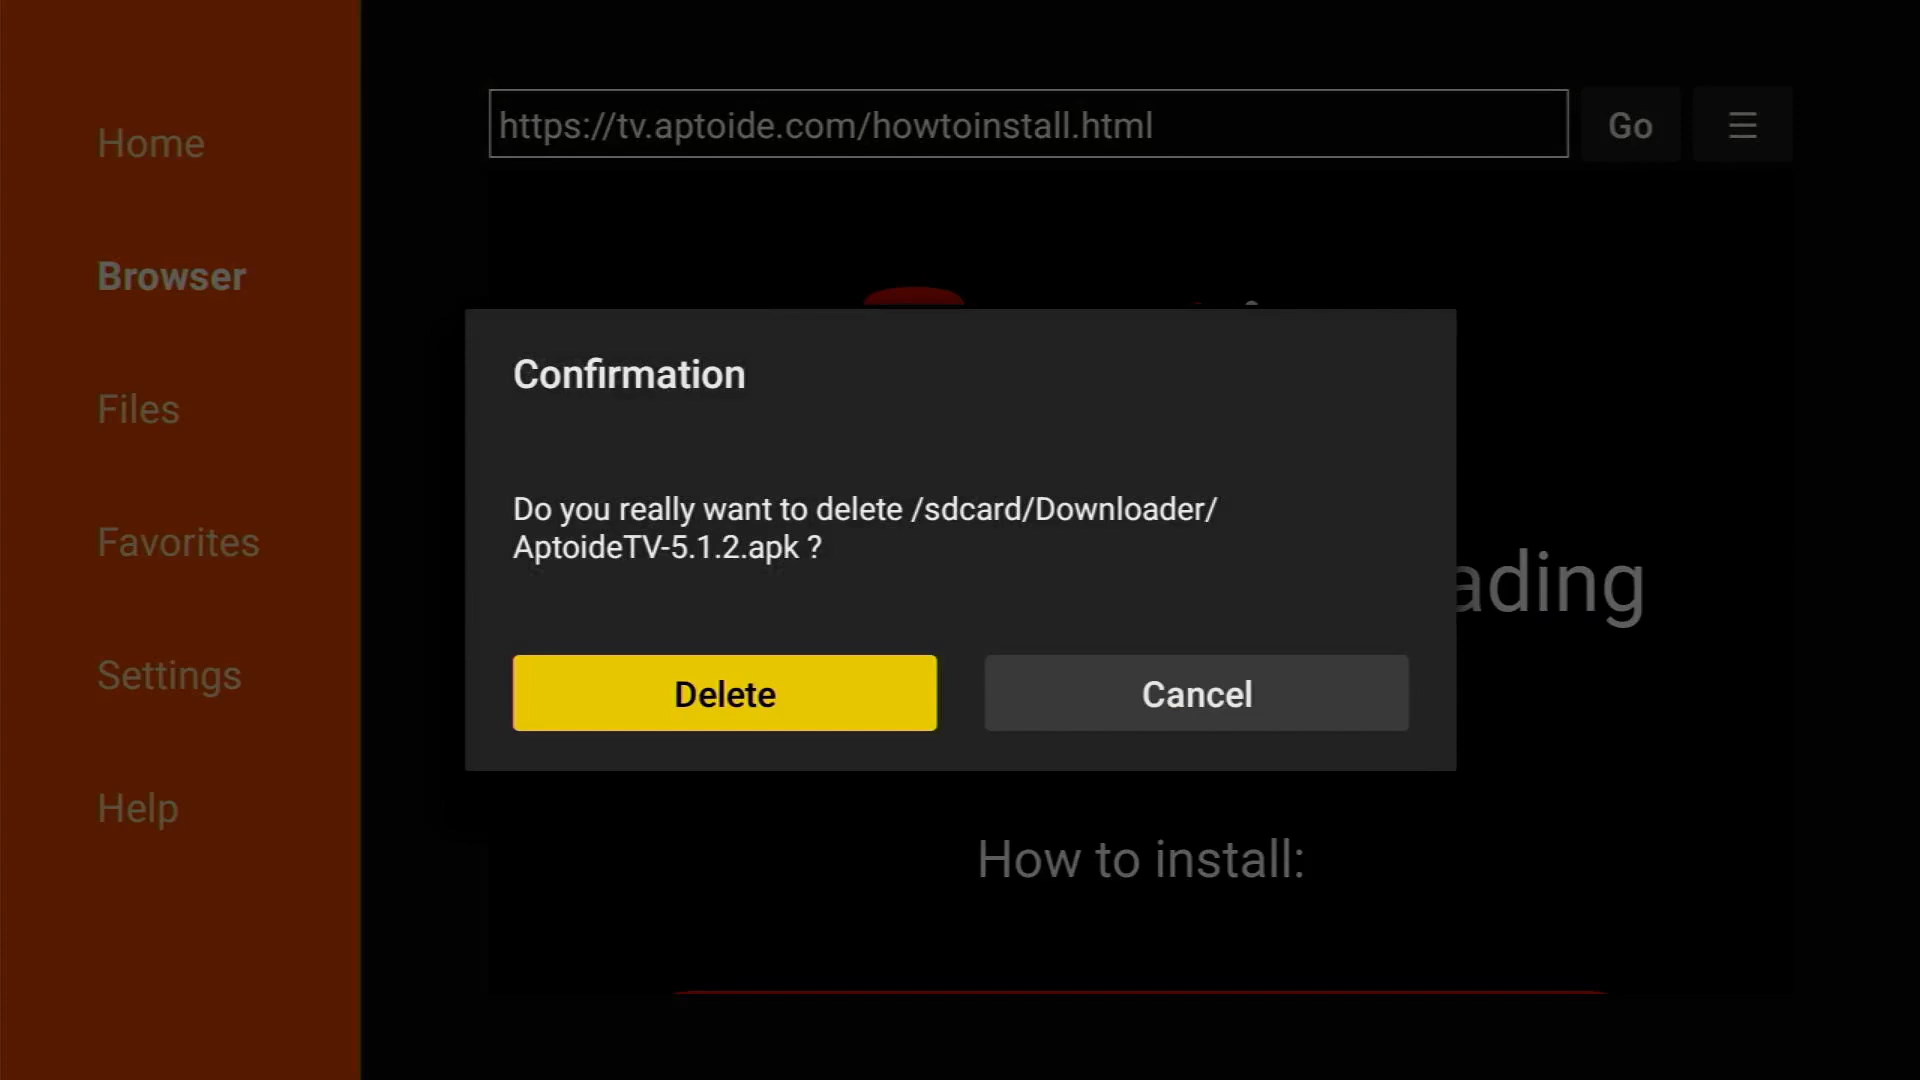 Home
Browser
Files
Favorites
Settings
Help
https://tv.aptoide.com/howtoinstall.html
Go
Confirmation
Do you really want to delete /sdcard/Downloader/
AptoideTV-5.1.2.apk ?
Delete
Cancel
ading
How to install: